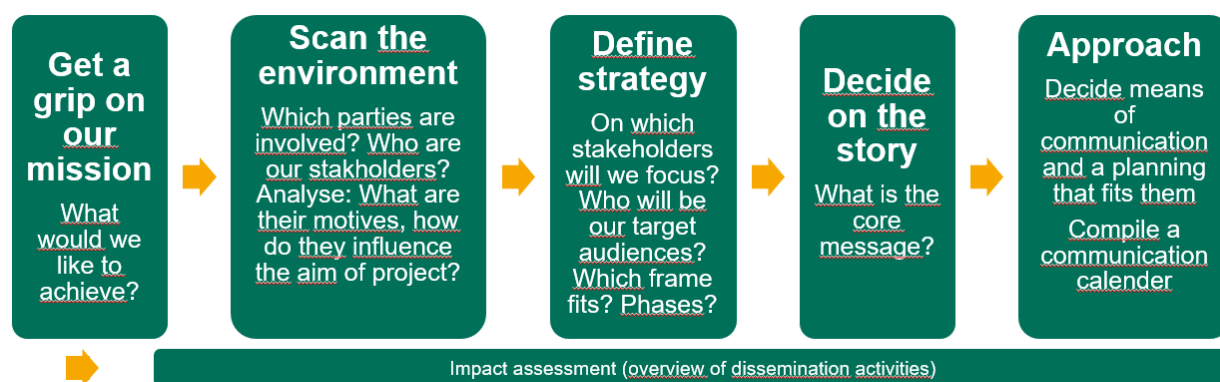 Get a
grip on
our
mission
What
would we
like to
achieve?
Scan the
environment
Which parties are
involved? Who are
our stakholders?
Analyse: What are
their motives, how
do they influence
the aim of project?
Define
strategy
On which
stakeholders
will we focus?
Who will be
our target
audiences?
Which frame
fits? Phases?
Decide
on the
story
What is the
core
message?
Approach
Decide means
of
communication
and a planning
that fits them
Compile a
communication
calender
Impact assessment (overview of dissemination activities)